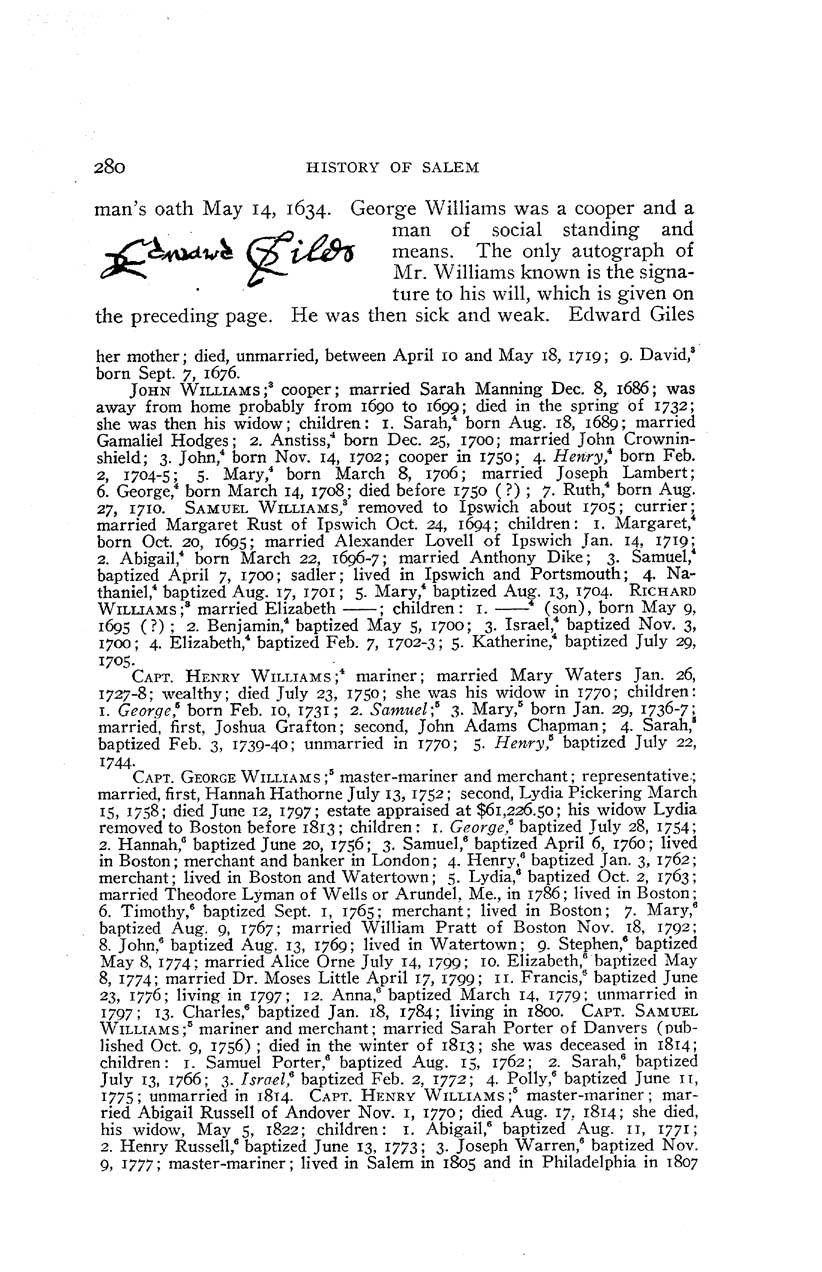 280 HISTORY OF SALEM
man's oath May 14, 1634. George Williams was a cooper and a
man of social standing and
Edward Giles
means. The only autograph of
Mr. Williams known is the signa-
ture to his will, which is given on
the preceding page. He was then sick and weak. Edward Giles
her mother; died, unmarried, between April 10 and May 18, 1719; 9. David,³
born Sept. 7, 1676.
JOHN WILLIAMS;³ cooper; married Sarah Manning Dec. 8, 1686; was
away from home probably from 1690 to 1699; died in the spring of 1732;
she was then his widow; children: 1. Sarah,⁴ born Aug. 18, 1689; married
Gamaliel Hodges; 2. Anstiss,⁴ born Dec. 25, 1700; married John Crownin-
shield; 3. John,⁴ born Nov. 14, 1702; cooper in 1750; 4. Henry,⁴ born Feb.
2, 1704-5; 5. Mary,⁴ born March 8, 1706; married Joseph Lambert;
6. George,⁴ born March 14, 1708; died before 1750 (?); 7. Ruth,⁴ born Aug.
27, 1710. SAMUEL WILLIAMS,³ removed to Ipswich about 1705; currier;
married Margaret Rust of Ipswich Oct. 24, 1694; children: 1. Margaret,⁴
born Oct. 20, 1695; married Alexander Lovell of Ipswich Jan. 14, 1719;
2. Abigail,⁴ born March 22, 1696-7; married Anthony Dike; 3. Samuel,⁴
baptized April 7, 1700; sadler; lived in Ipswich and Portsmouth; 4. Na-
thaniel,⁴ baptized Aug. 17, 1701; 5. Mary,⁴ baptized Aug. 13, 1704. RICHARD
WILLIAMS;³ married Elizabeth ——; children: 1. ——⁴ (son), born May 9,
1695 (?); 2. Benjamin,⁴ baptized May 5, 1700; 3. Israel,⁴ baptized Nov. 3,
1700; 4. Elizabeth,⁴ baptized Feb. 7, 1702-3; 5. Katherine,⁴ baptized July 29,
1705.
CAPT. HENRY WILLIAMS;⁴ mariner; married Mary Waters Jan. 26,
1727-8; wealthy; died July 23, 1750; she was his widow in 1770; children:
1. George,⁵ born Feb. 10, 1731; 2. Samuel;⁵ 3. Mary,⁵ born Jan. 29, 1736-7;
married, first, Joshua Grafton; second, John Adams Chapman; 4. Sarah,⁵
baptized Feb. 3, 1739-40; unmarried in 1770; 5. Henry,⁵ baptized July 22,
1744.
CAPT. GEORGE WILLIAMS;⁵ master-mariner and merchant; representative;
married, first, Hannah Hathorne July 13, 1752; second, Lydia Pickering March
15, 1758; died June 12, 1797; estate appraised at $61,226.50; his widow Lydia
removed to Boston before 1813; children: 1. George,⁶ baptized July 28, 1754;
2. Hannah,⁶ baptized June 20, 1756; 3. Samuel,⁶ baptized April 6, 1760; lived
in Boston; merchant and banker in London; 4. Henry,⁶ baptized Jan. 3, 1762;
merchant; lived in Boston and Watertown; 5. Lydia,⁶ baptized Oct. 2, 1763;
married Theodore Lyman of Wells or Arundel, Me., in 1786; lived in Boston;
6. Timothy,⁶ baptized Sept. 1, 1765; merchant; lived in Boston; 7. Mary,⁶
baptized Aug. 9, 1767; married William Pratt of Boston Nov. 18, 1792;
8. John,⁶ baptized Aug. 13, 1769; lived in Watertown; 9. Stephen,⁶ baptized
May 8, 1774; married Alice Orne July 14, 1799; 10. Elizabeth,⁶ baptized May
8, 1774; married Dr. Moses Little April 17, 1799; 11. Francis,⁶ baptized June
23, 1776; living in 1797; 12. Anna,⁶ baptized March 14, 1779; unmarried in
1797; 13. Charles,⁶ baptized Jan. 18, 1784; living in 1800. CAPT. SAMUEL
WILLIAMS;⁵ mariner and merchant; married Sarah Porter of Danvers (pub-
lished Oct. 9, 1756); died in the winter of 1813; she was deceased in 1814;
children: 1. Samuel Porter,⁶ baptized Aug. 15, 1762; 2. Sarah,⁶ baptized
July 13, 1766; 3. Israel,⁶ baptized Feb. 2, 1772; 4. Polly,⁶ baptized June 11,
1775; unmarried in 1814. CAPT. HENRY WILLIAMS;⁵ master-mariner; mar-
ried Abigail Russell of Andover Nov. 1, 1770; died Aug. 17, 1814; she died,
his widow, May 5, 1822; children: 1. Abigail,⁶ baptized Aug. 11, 1771;
2. Henry Russell,⁶ baptized June 13, 1773; 3. Joseph Warren,⁶ baptized Nov.
9, 1777; master-mariner; lived in Salem in 1805 and in Philadelphia in 1807